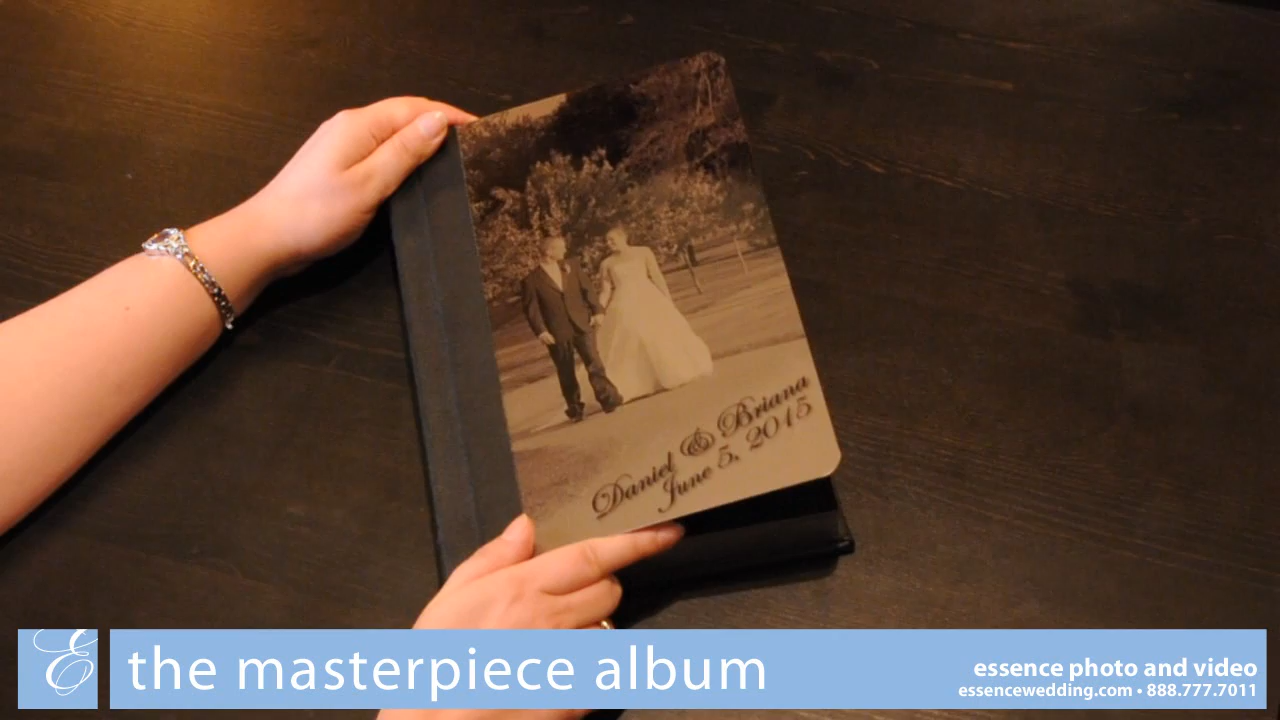 Daniel & Briana
June 5, 2015
E
the masterpiece album
essence photo and video
essencewedding.com • 888.777.7011